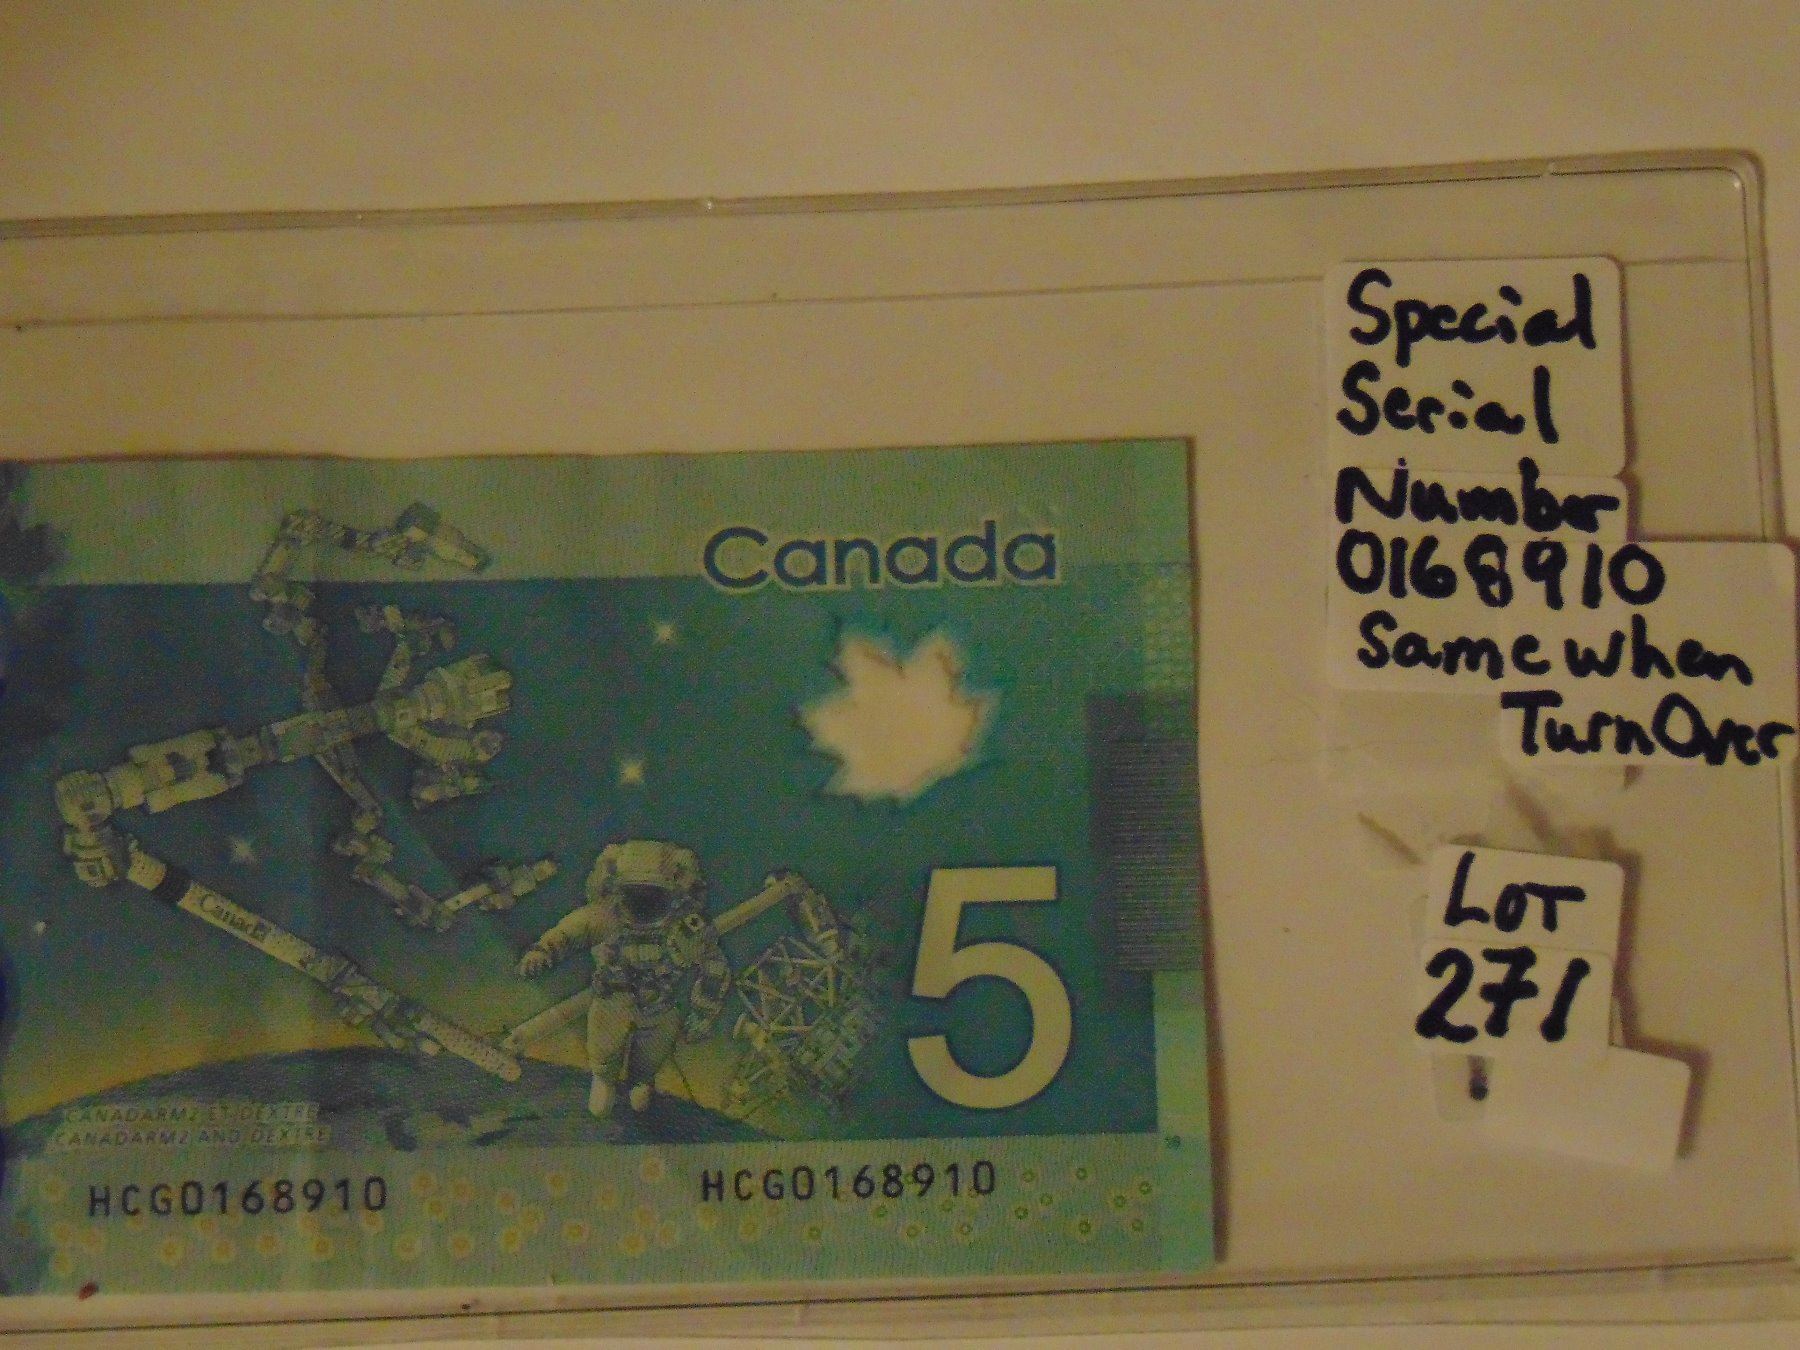 Special
Serial
Number
0168910
Same when
Turn Over
Canada
Canada
5
LOT
271
CANADARM2 ET DEXTRE
CANADARM2 AND DEXTRE
HCG0168910
HCG0168910